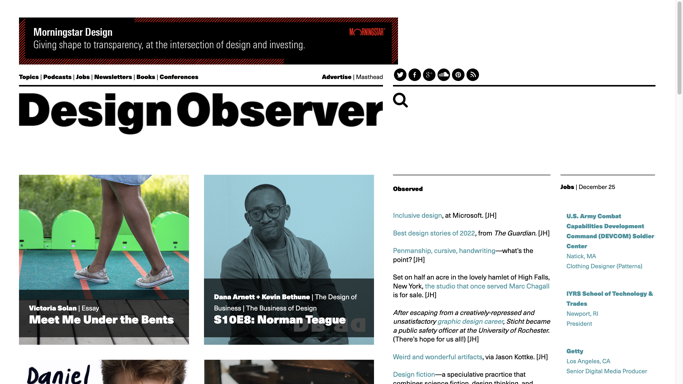 Morningstar Design
Giving shape to transparency, at the intersection of design and investing.
MORNINGSTAR
Topics | Podcasts | Jobs | Newsletters | Books | Conferences
Advertise | Masthead
Design Observer
Victoria Solan | Essay
Meet Me Under the Bents
Dana Arnett + Kevin Bethune | The Design of
Business | The Business of Design
S10E8: Norman Teague
Daniel
Observed
Inclusive design, at Microsoft. [JH]
Best design stories of 2022, from The Guardian. [JH]
Penmanship, cursive, handwriting—what's the
point? [JH]
Set on half an acre in the lovely hamlet of High Falls,
New York, the studio that once served Marc Chagall
is for sale. [JH]
After escaping from a creatively-repressed and
unsatisfactory graphic design career, Sticht became
a public safety officer at the University of Rochester.
(There's hope for us all!) [JH]
Weird and wonderful artifacts, via Jason Kottke. [JH]
Design fiction—a speculative practice that
combines science fiction, design thinking, and
Jobs | December 25
U.S. Army Combat
Capabilities Development
Command (DEVCOM) Soldier
Center
Natick, MA
Clothing Designer (Patterns)
IYRS School of Technology &
Trades
Newport, RI
President
Getty
Los Angeles, CA
Senior Digital Media Producer